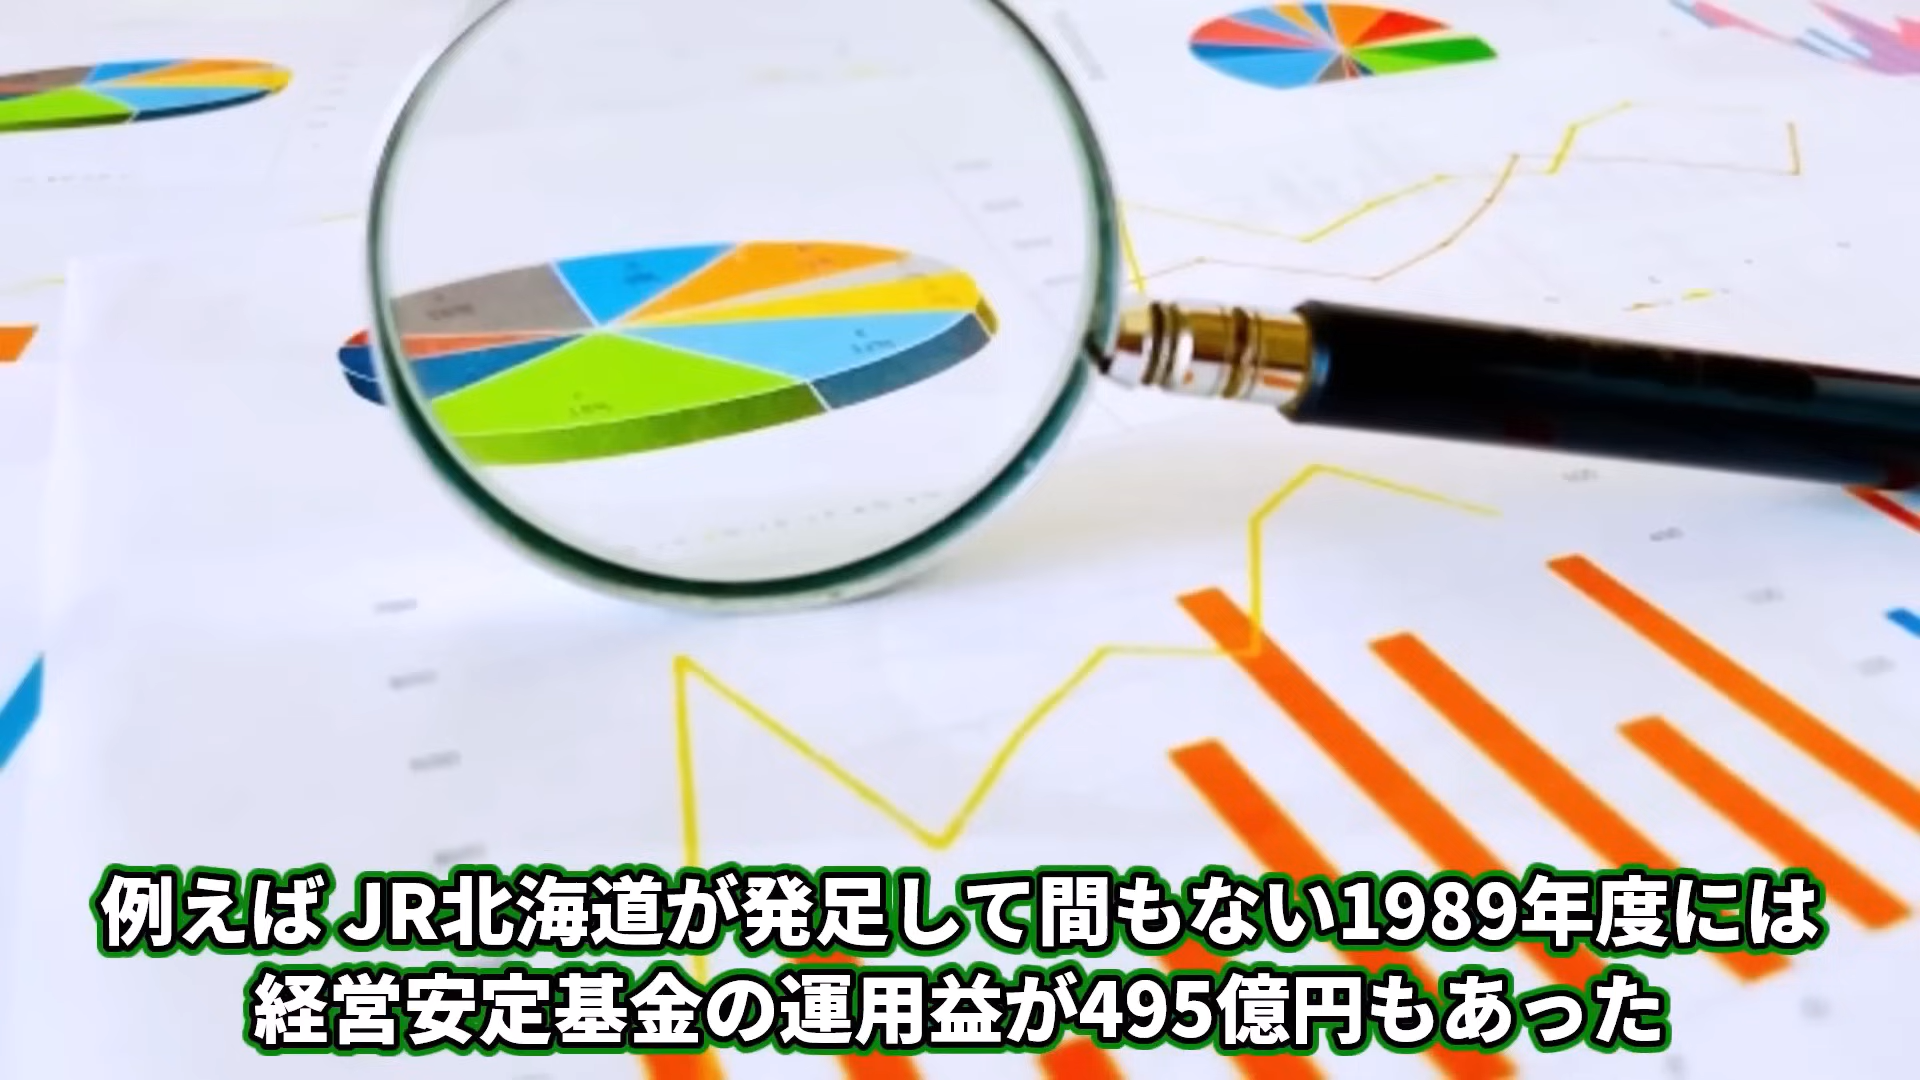 例えば JR北海道が発足して間もない1989年度には
経営安定基金の運用益が495億円もあった